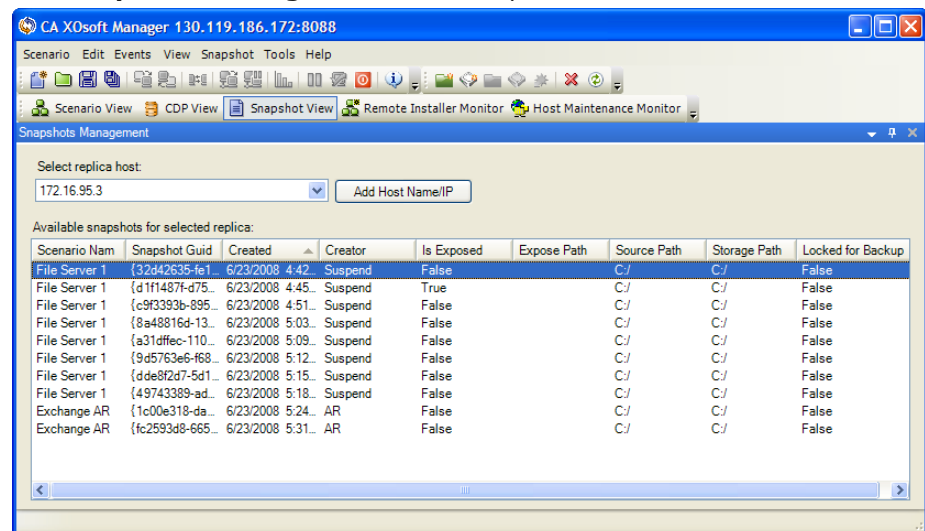 CA XOsoft Manager 130.119.186.172:8088
Scenario Edit Events View Snapshot Tools Help
Scenario View CDP View Snapshot View Remote Installer Monitor Host Maintenance Monitor
Snapshots Management
Select replica host:
172.16.95.3 Add Host Name/IP
Available snapshots for selected replica:
Scenario Nam Snapshot Guid Created Creator Is Exposed Expose Path Source Path Storage Path Locked for Backup
File Server 1 {32d42635-fe1... 6/23/2008 4:42... Suspend False C:/ C:/ False
File Server 1 {d1f1487f-d75... 6/23/2008 4:45... Suspend True C:/ C:/ False
File Server 1 {c9f3393b-895... 6/23/2008 4:51... Suspend False C:/ C:/ False
File Server 1 {8a48816d-13... 6/23/2008 5:03... Suspend False C:/ C:/ False
File Server 1 {a31dffec-110... 6/23/2008 5:09... Suspend False C:/ C:/ False
File Server 1 {9d5763e6-f68... 6/23/2008 5:12... Suspend False C:/ C:/ False
File Server 1 {dde8f2d7-5d1... 6/23/2008 5:15... Suspend False C:/ C:/ False
File Server 1 {49743389-ad... 6/23/2008 5:18... Suspend False C:/ C:/ False
Exchange AR {1c00e318-da... 6/23/2008 5:24... AR False C:/ C:/ False
Exchange AR {fc2593d8-665... 6/23/2008 5:31... AR False C:/ C:/ False